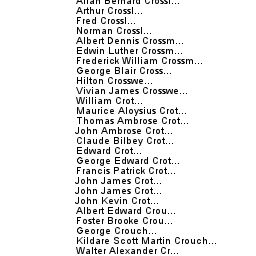 Allan Bernard Crossl...
Arthur Crossl...
Fred Crossl...
Norman Crossl...
Albert Dennis Crossm...
Edwin Luther Crossm...
Frederick William Crossm...
George Blair Cross...
Hilton Crosswe...
Vivian James Crosswe...
William Crot...
Maurice Aloysius Crot...
Thomas Ambrose Crot...
John Ambrose Crot...
Claude Bilbey Crot...
Edward Crot...
George Edward Crot...
Francis Patrick Crot...
John James Crot...
John James Crot...
John Kevin Crot...
Albert Edward Crou...
Foster Brooke Crou...
George Crouch...
Kildare Scott Martin Crouch...
Walter Alexander Cr...